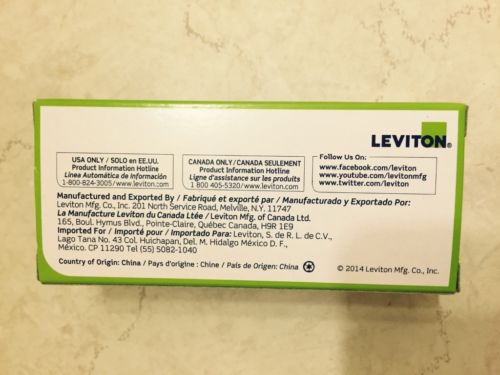 LEVITON®
USA ONLY / SOLO en EE.UU.
Product Information Hotline
Línea Automática de Información
1-800-824-3005/www.leviton.com
CANADA ONLY/CANADA SEULEMENT
Product Information Hotline
Ligne d'assistance sur les produits
1 800 405-5320/www.leviton.com
Follow Us On:
www.facebook.com/leviton
www.youtube.com/levitonmfg
www.twitter.com/leviton
Manufactured and Exported By / Fabriqué et exporté par / Manufacturado y Exportado Por:
Leviton Mfg. Co., Inc. 201 North Service Road, Melville, N.Y. 11747
La Manufacture Leviton du Canada Ltée / Leviton Mfg. of Canada Ltd.
165, Boul. Hymus Blvd., Pointe-Claire, Québec Canada, H9R 1E9
Imported For / Importé pour / Importado Para: Leviton, S. de R.L. de C.V.,
Lago Tana No. 43 Col. Huichapan, Del. M. Hidalgo México D. F.,
México. CP 11290 Tel (55) 5082-1040
Country of Origin: China / Pays d'origine : Chine / País de Origen: China
© 2014 Leviton Mfg. Co., Inc.